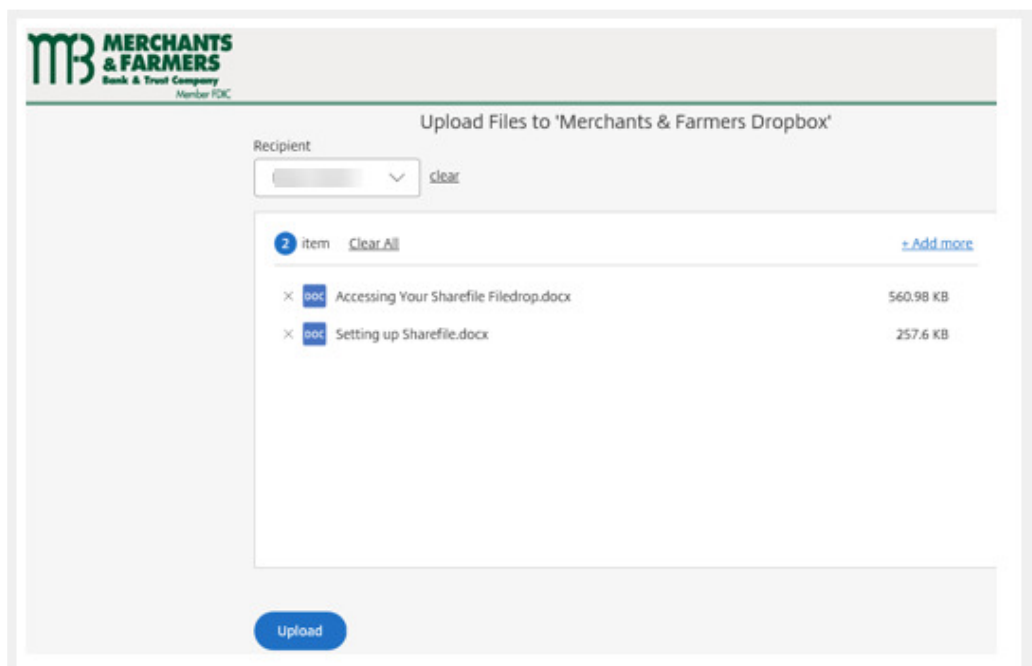 MB MERCHANTS
& FARMERS
Bank & Trust Company
Member FDIC
Upload Files to 'Merchants & Farmers Dropbox'
Recipient
clear
2 item Clear All + Add more
DOC Accessing Your Sharefile Filedrop.docx 560.98 KB
DOC Setting up Sharefile.docx 257.6 KB
Upload